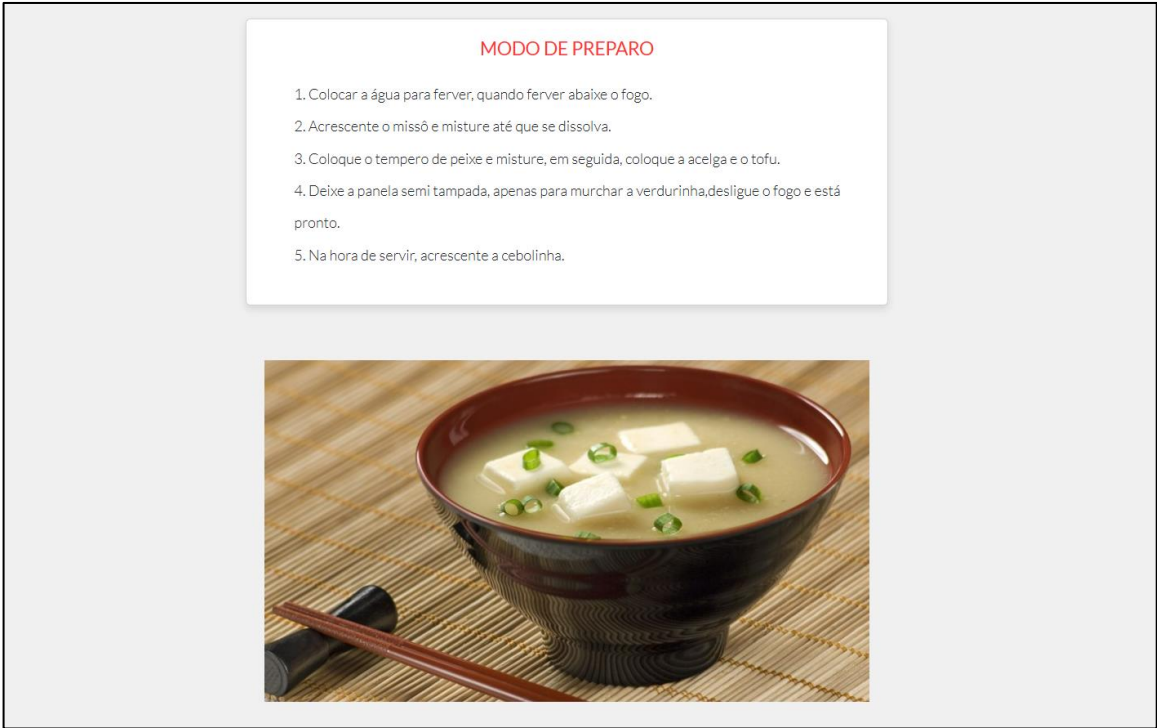 MODO DE PREPARO
1. Colocar a água para ferver, quando ferver abaixe o fogo.
2. Acrescente o missô e misture até que se dissolva.
3. Coloque o tempero de peixe e misture, em seguida, coloque a acelga e o tofu.
4. Deixe a panela semi tampada, apenas para murchar a verdurinha,desligue o fogo e está
pronto.
5. Na hora de servir, acrescente a cebolinha.